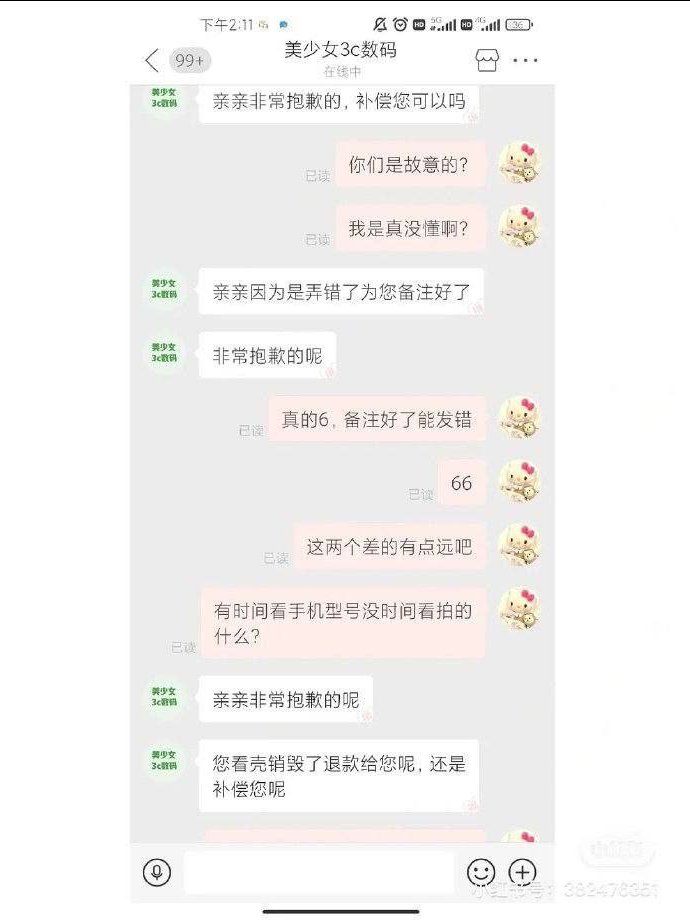 下午2:11
HD 5G HD 4G 36
99+
美少女3c数码
在线中
美少女
3c数码
亲亲非常抱歉的,补偿您可以吗
已读
你们是故意的?
已读
我是真没懂啊?
美少女
3c数码
亲亲因为是弄错了为您备注好了
美少女
3c数码
非常抱歉的呢
已读
真的6,备注好了能发错
已读
66
已读
这两个差的有点远吧
已读
有时间看手机型号没时间看拍的
什么?
美少女
3c数码
亲亲非常抱歉的呢
美少女
3c数码
您看壳销毁了退款给您呢,还是
补偿您呢
小红书
小红书号:382476351